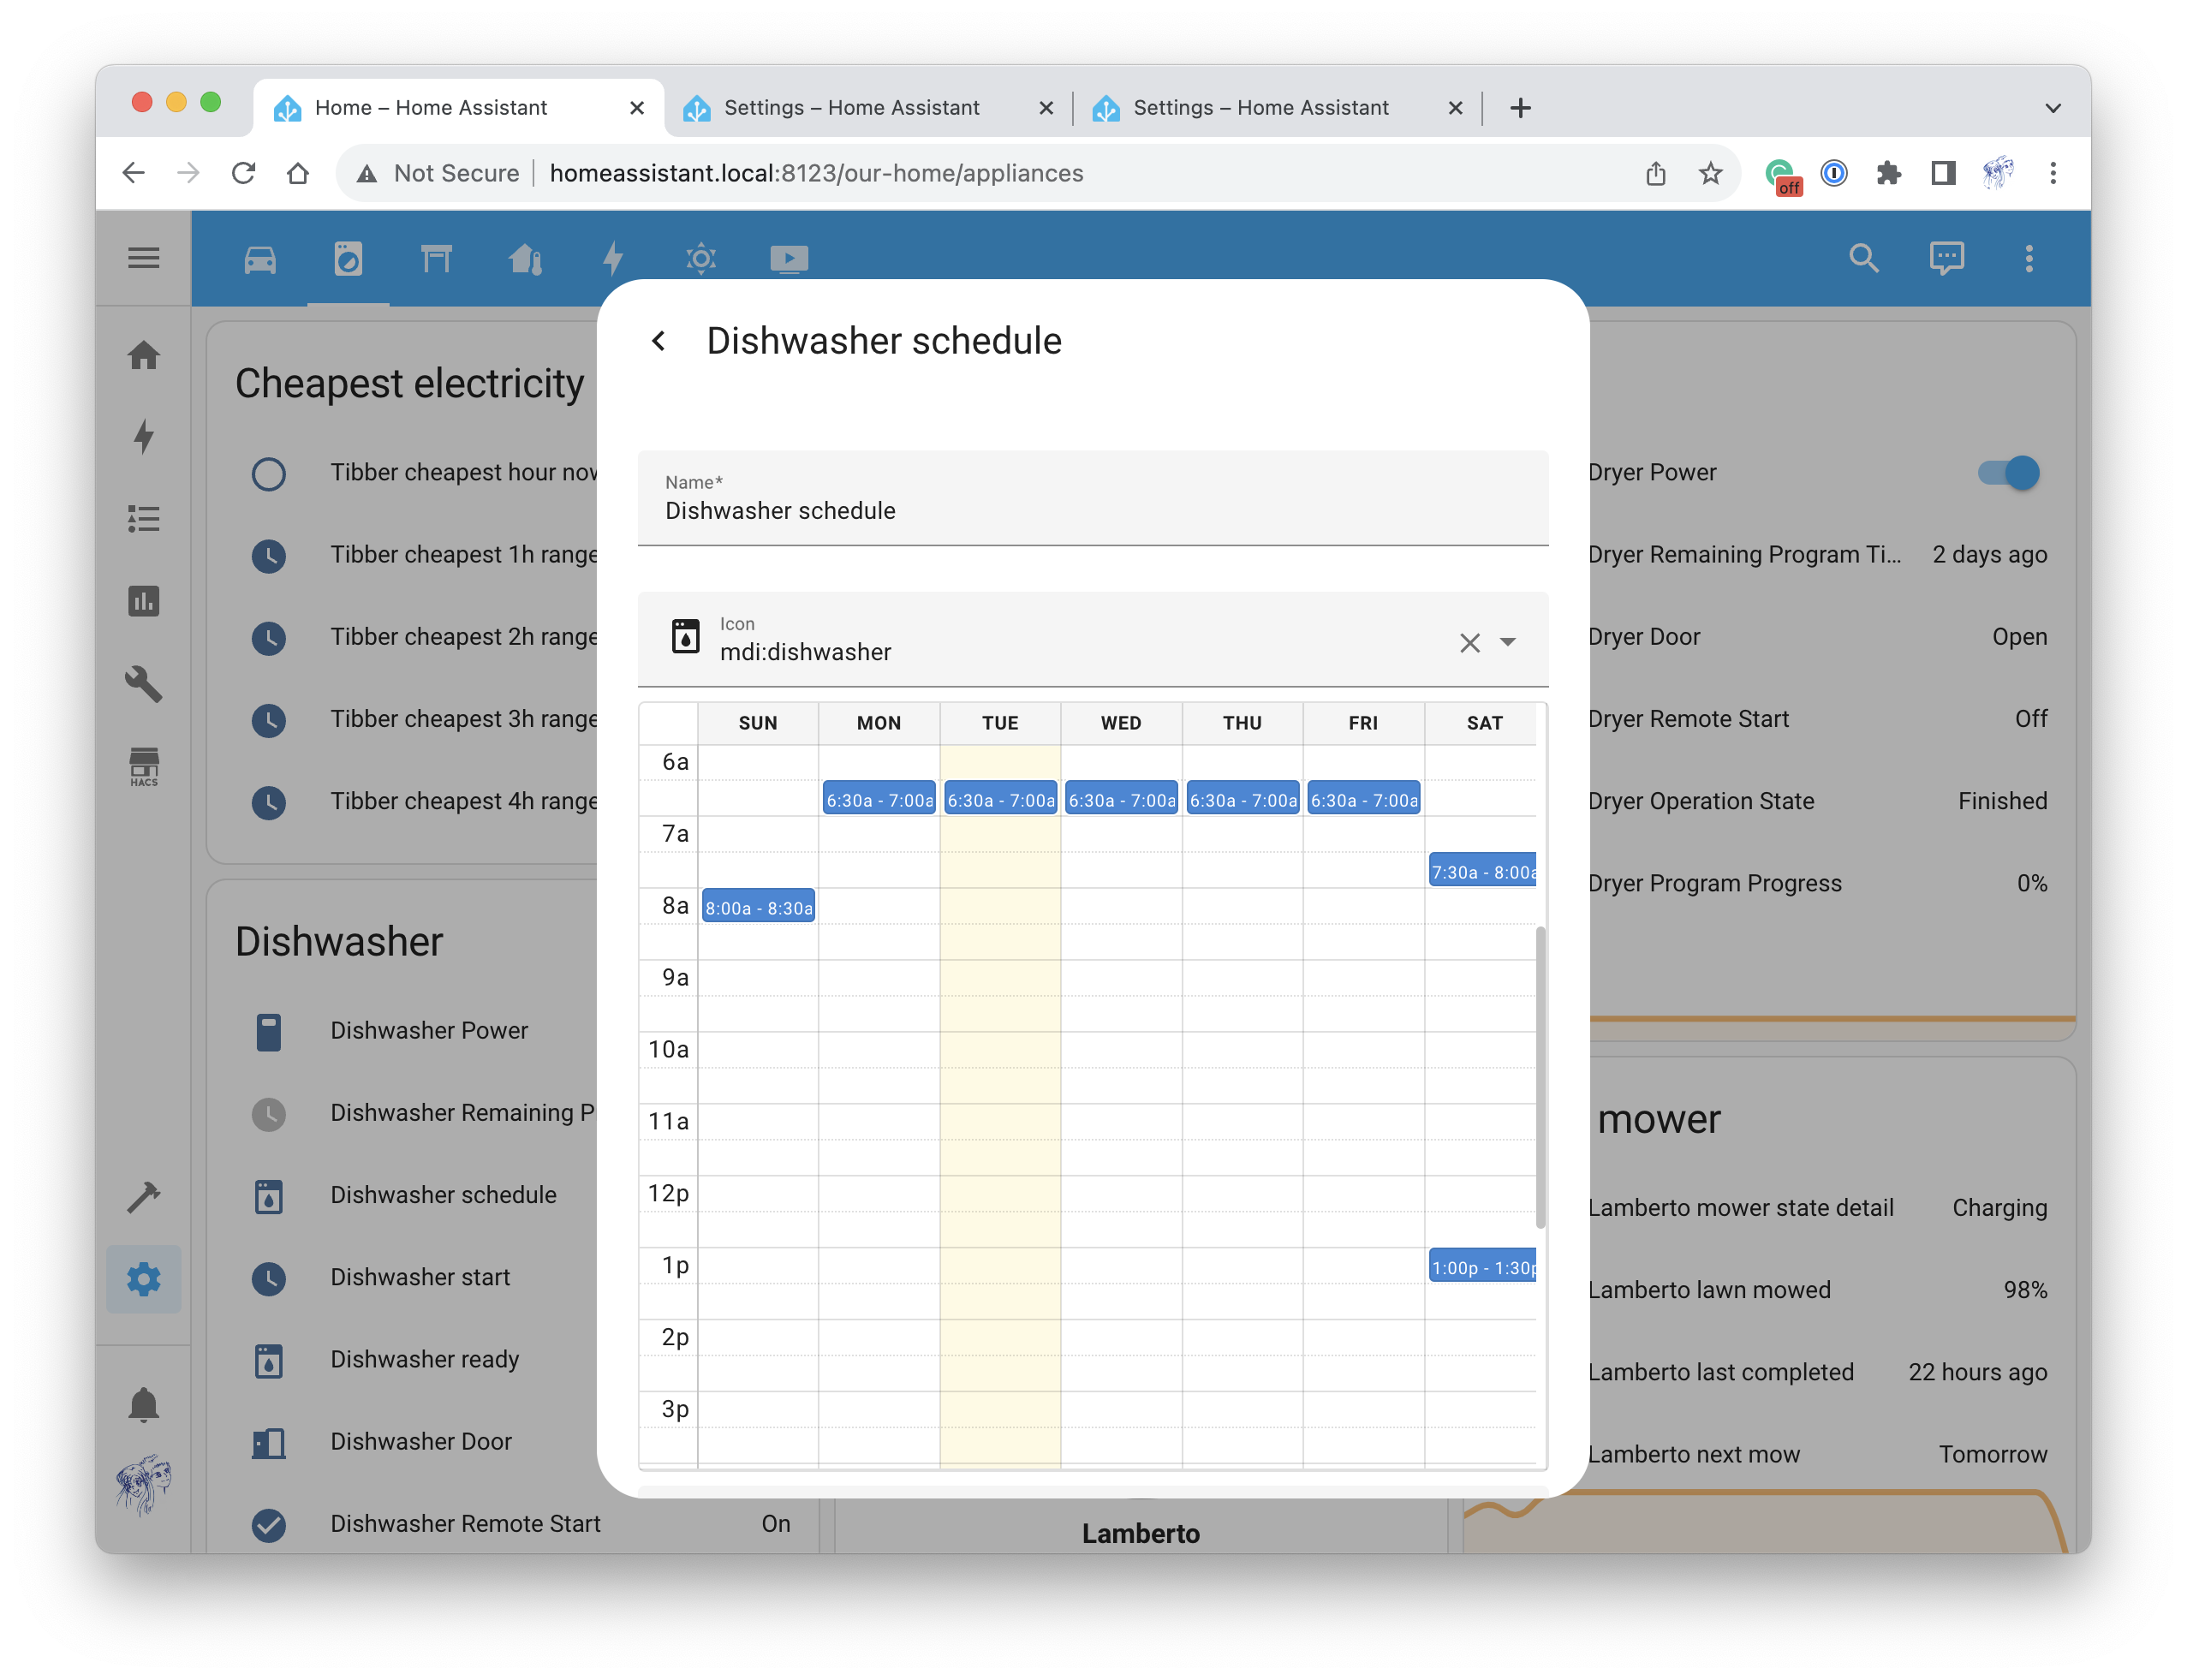 Home – Home Assistant
Settings – Home Assistant
Settings – Home Assistant
Not Secure
homeassistant.local:8123/our-home/appliances
off
Cheapest electricity
Tibber cheapest hour now
Tibber cheapest 1h range
Tibber cheapest 2h range
Tibber cheapest 3h range
Tibber cheapest 4h range
HACS
Dishwasher
Dishwasher Power
Dishwasher Remaining P
Dishwasher schedule
Dishwasher start
Dishwasher ready
Dishwasher Door
Dishwasher Remote Start On
Dishwasher schedule
Name*
Dishwasher schedule
Icon
mdi:dishwasher
SUN MON TUE WED THU FRI SAT
6a
6:30a - 7:00a 6:30a - 7:00a 6:30a - 7:00a 6:30a - 7:00a 6:30a - 7:00a
7a
7:30a - 8:00a
8a
8:00a - 8:30a
9a
10a
11a
12p
1p
1:00p - 1:30p
2p
3p
Lamberto
Dryer Power
Dryer Remaining Program Ti... 2 days ago
Dryer Door Open
Dryer Remote Start Off
Dryer Operation State Finished
Dryer Program Progress 0%
mower
Lamberto mower state detail Charging
Lamberto lawn mowed 98%
Lamberto last completed 22 hours ago
Lamberto next mow Tomorrow